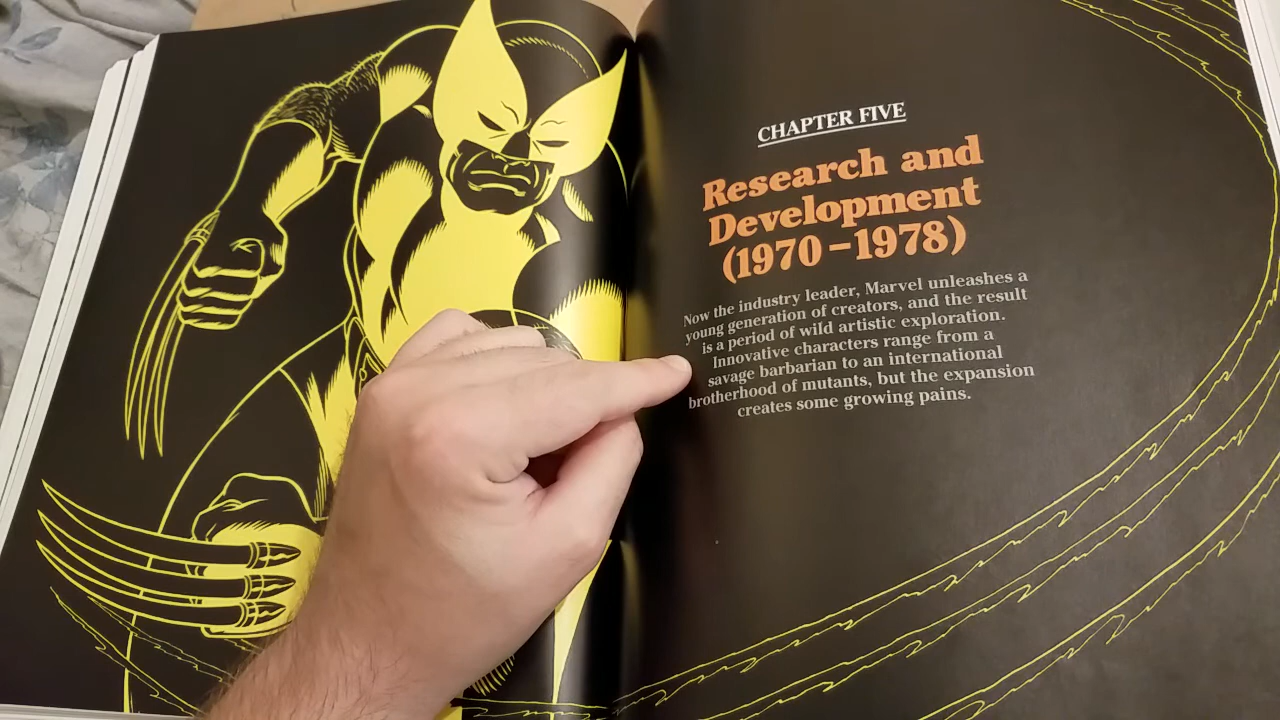 CHAPTER FIVE
Research and
Development
(1970–1978)
Now the industry leader, Marvel unleashes a
young generation of creators, and the result
is a period of wild artistic exploration.
Innovative characters range from a
savage barbarian to an international
brotherhood of mutants, but the expansion
creates some growing pains.